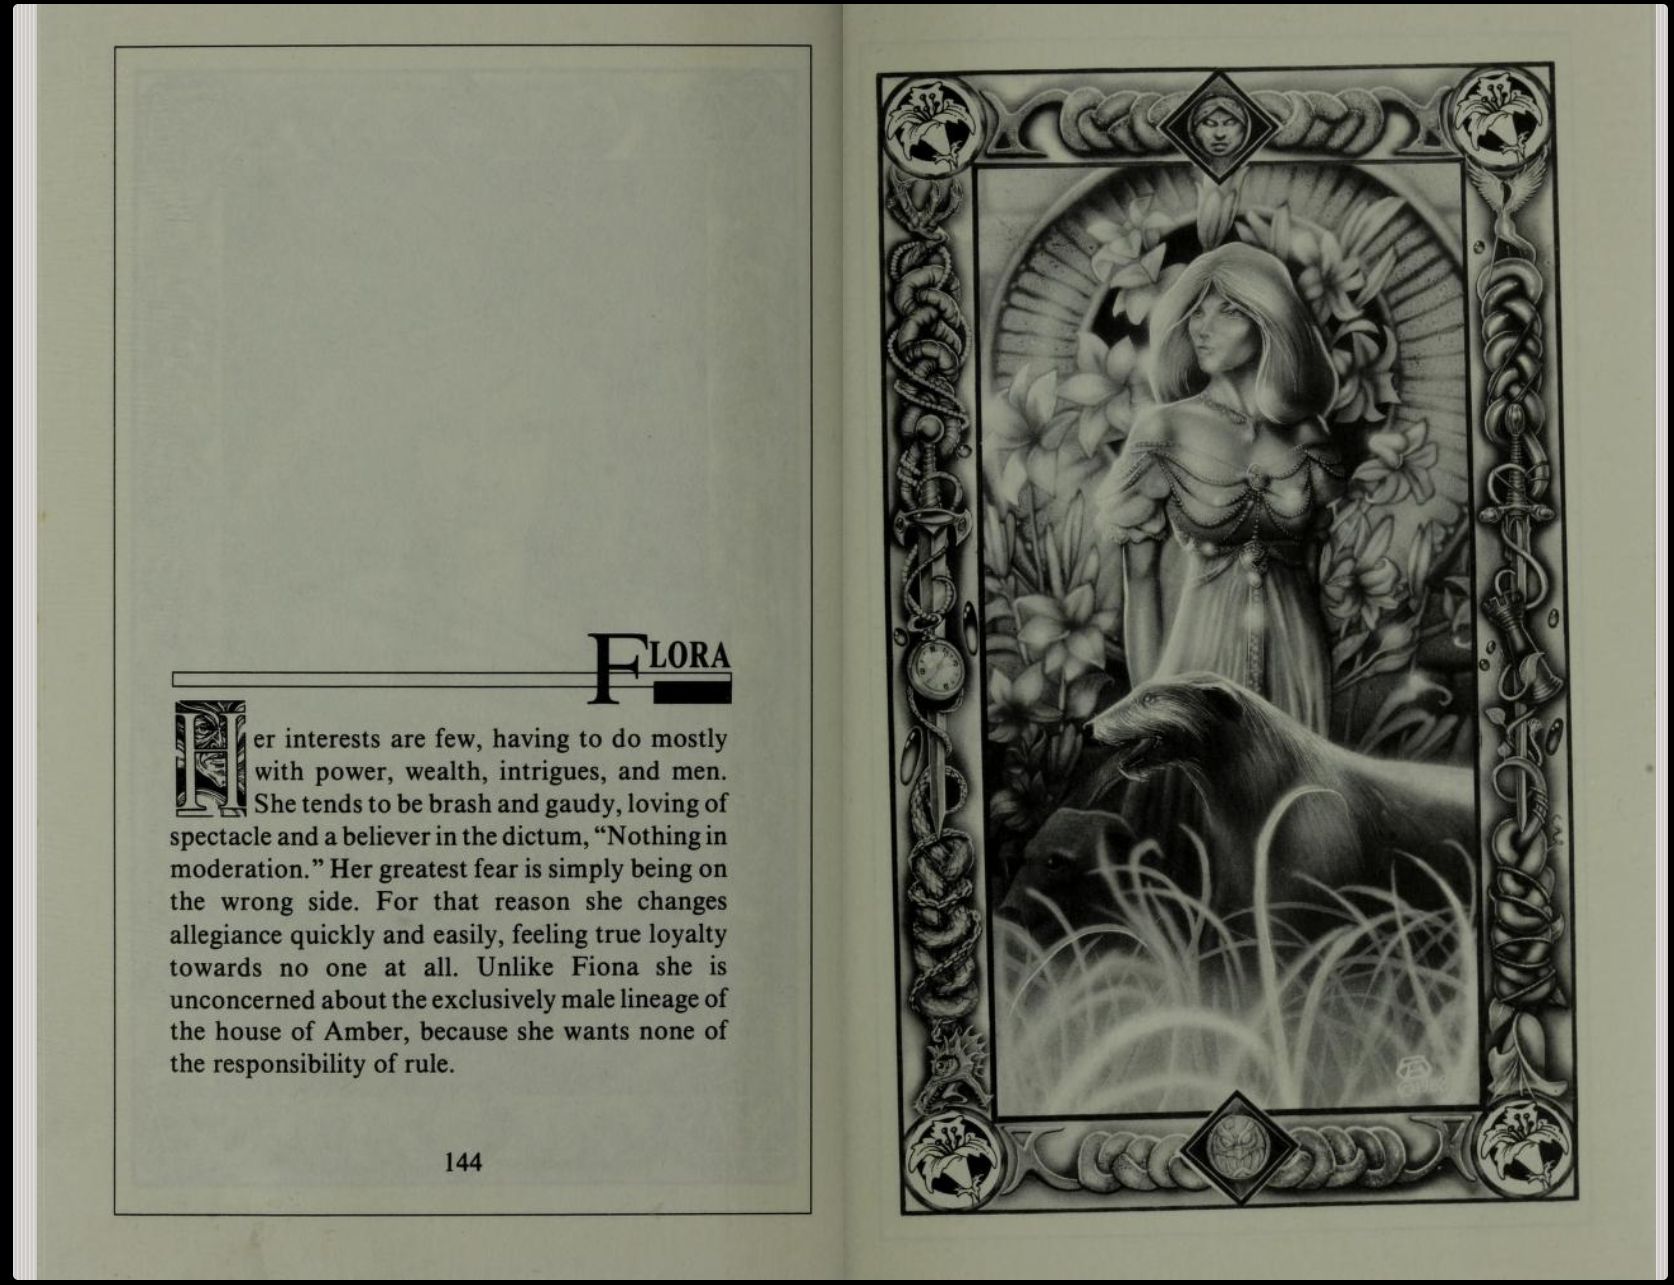 FLORA
Her interests are few, having to do mostly
with power, wealth, intrigues, and men.
She tends to be brash and gaudy, loving of
spectacle and a believer in the dictum, “Nothing in
moderation.” Her greatest fear is simply being on
the wrong side. For that reason she changes
allegiance quickly and easily, feeling true loyalty
towards no one at all. Unlike Fiona she is
unconcerned about the exclusively male lineage of
the house of Amber, because she wants none of
the responsibility of rule.
144